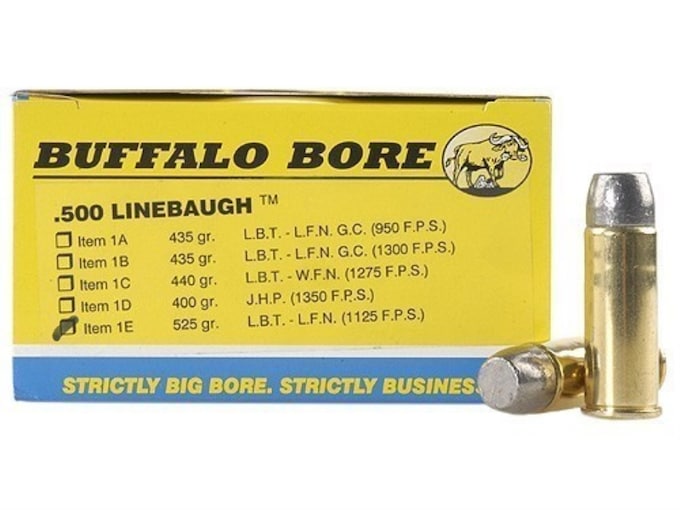 BUFFALO BORE
.500 LINEBAUGH ™
Item 1A 435 gr. L.B.T. - L.F.N. G.C. (950 F.P.S.)
Item 1B 435 gr. L.B.T. - L.F.N. G.C. (1300 F.P.S.)
Item 1C 440 gr. L.B.T. - W.F.N. (1275 F.P.S.)
Item 1D 400 gr. J.H.P. (1350 F.P.S.)
Item 1E 525 gr. L.B.T. - L.F.N. (1125 F.P.S.)
STRICTLY BIG BORE. STRICTLY BUSINES